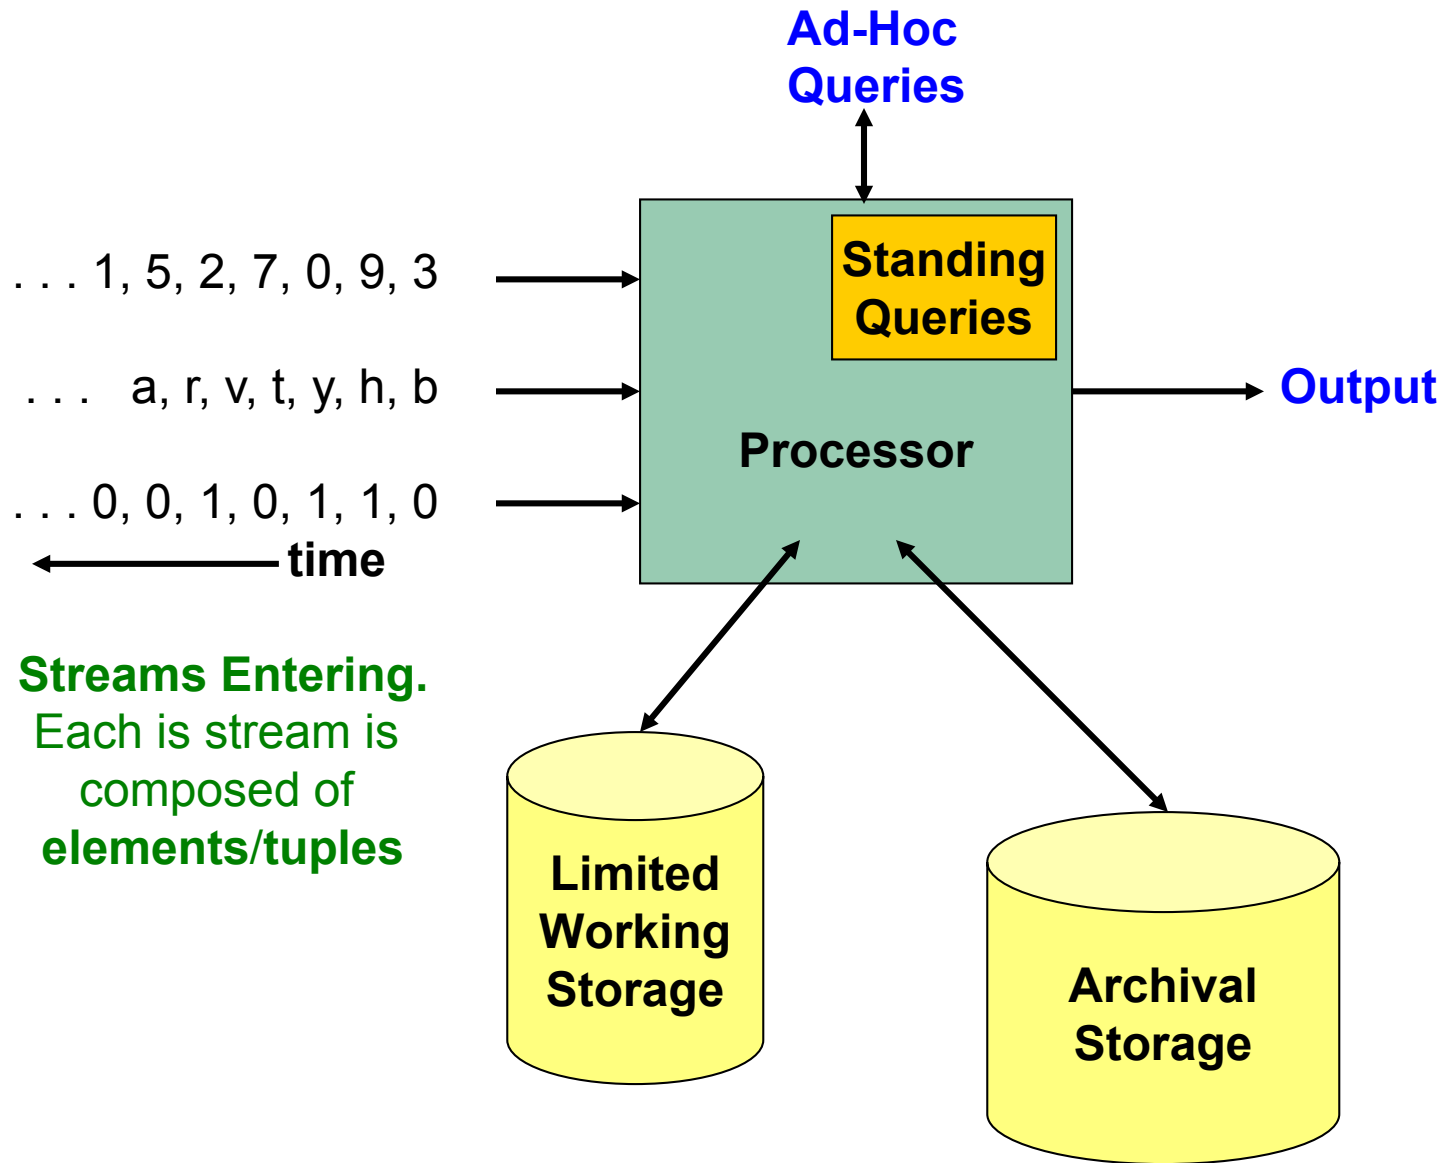 Ad-Hoc
Queries
Standing
Queries
. . . 1, 5, 2, 7, 0, 9, 3
. . . a, r, v, t, y, h, b
Output
Processor
. . . 0, 0, 1, 0, 1, 1, 0
time
Streams Entering.
Each is stream is
composed of
elements/tuples
Limited
Working
Storage
Archival
Storage